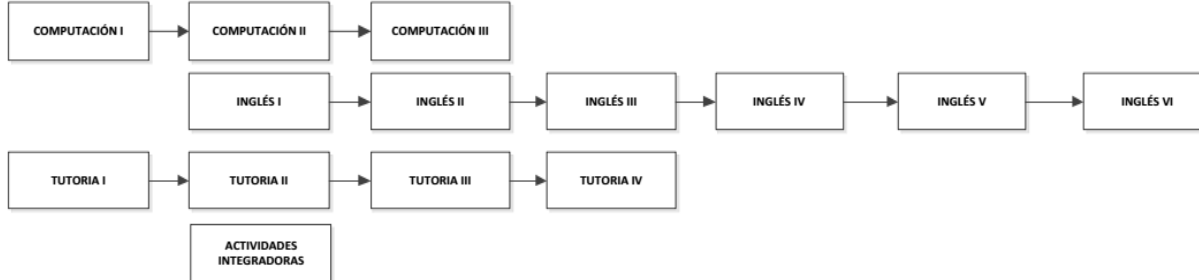 COMPUTACIÓN I
COMPUTACIÓN II
COMPUTACIÓN III
INGLÉS I
INGLÉS II
INGLÉS III
INGLÉS IV
INGLÉS V
INGLÉS VI
TUTORIA I
TUTORIA II
TUTORIA III
TUTORIA IV
ACTIVIDADES
INTEGRADORAS